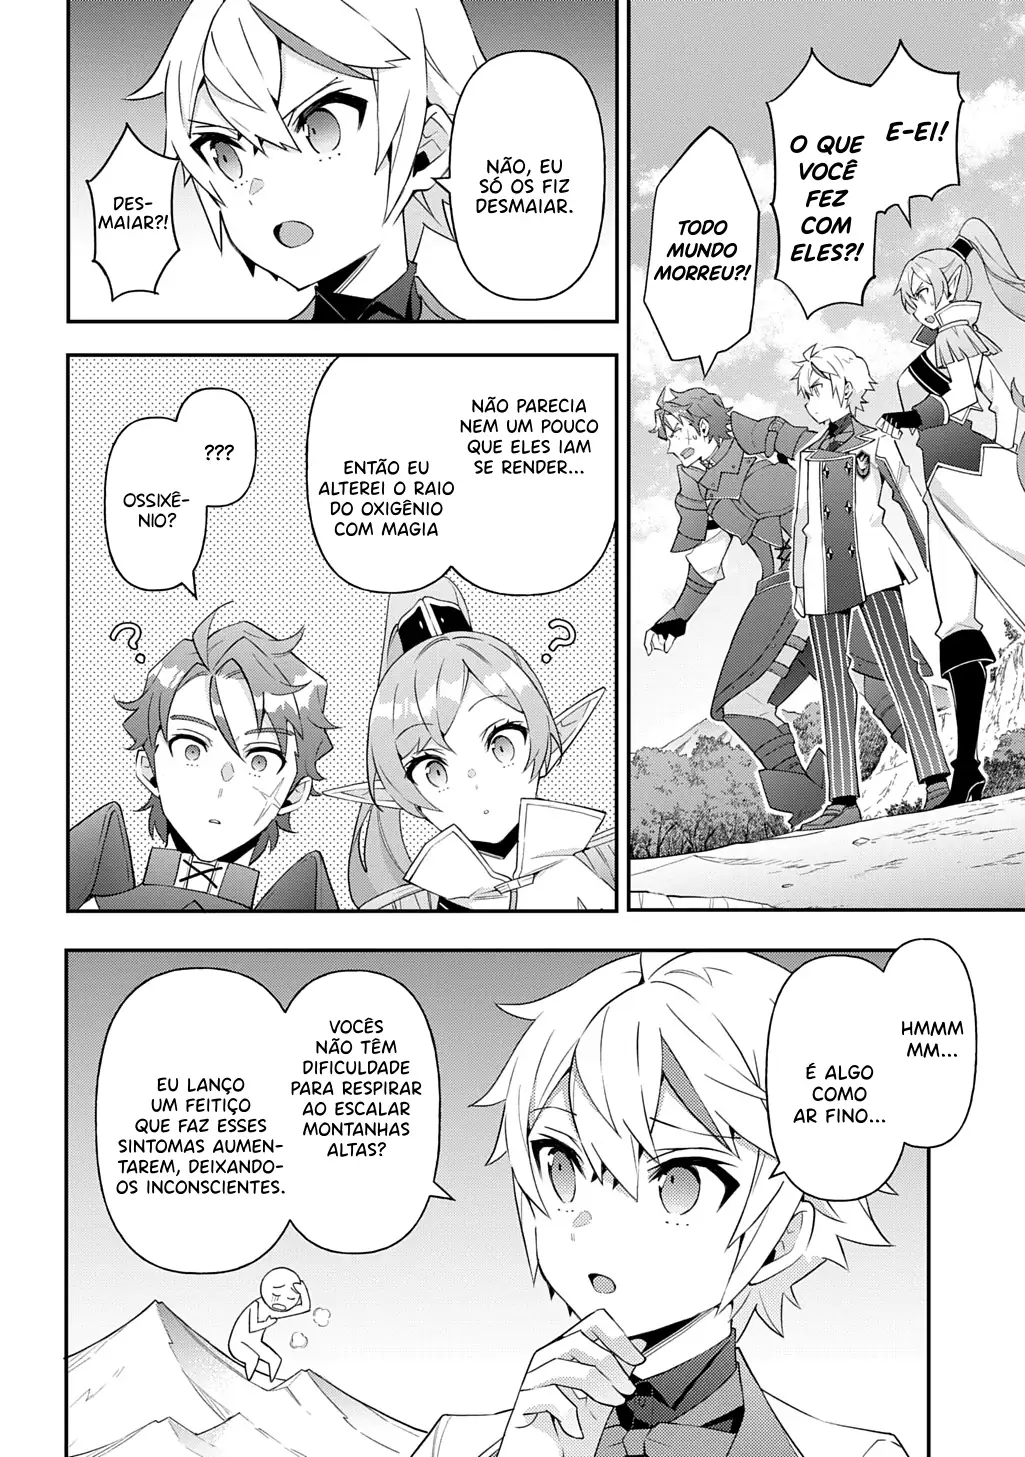 E-EI!
O QUE
VOCÊ
FEZ
COM
ELES?!
TODO
MUNDO
MORREU?!
NÃO, EU
SÓ OS FIZ
DESMAIAR.
DES-
MAIAR?!
NÃO PARECIA
NEM UM POUCO
QUE ELES IAM
SE RENDER...
ENTÃO EU
ALTEREI O RAIO
DO OXIGÊNIO
COM MAGIA
???
OSSIXÊ-
NIO?
HMMM
MM...
É ALGO
COMO
AR FINO...
VOCÊS
NÃO TÊM
DIFICULDADE
PARA RESPIRAR
AO ESCALAR
MONTANHAS
ALTAS?
EU LANÇO
UM FEITIÇO
QUE FAZ ESSES
SINTOMAS AUMEN-
TAREM, DEIXANDO-
OS INCONSCIENTES.